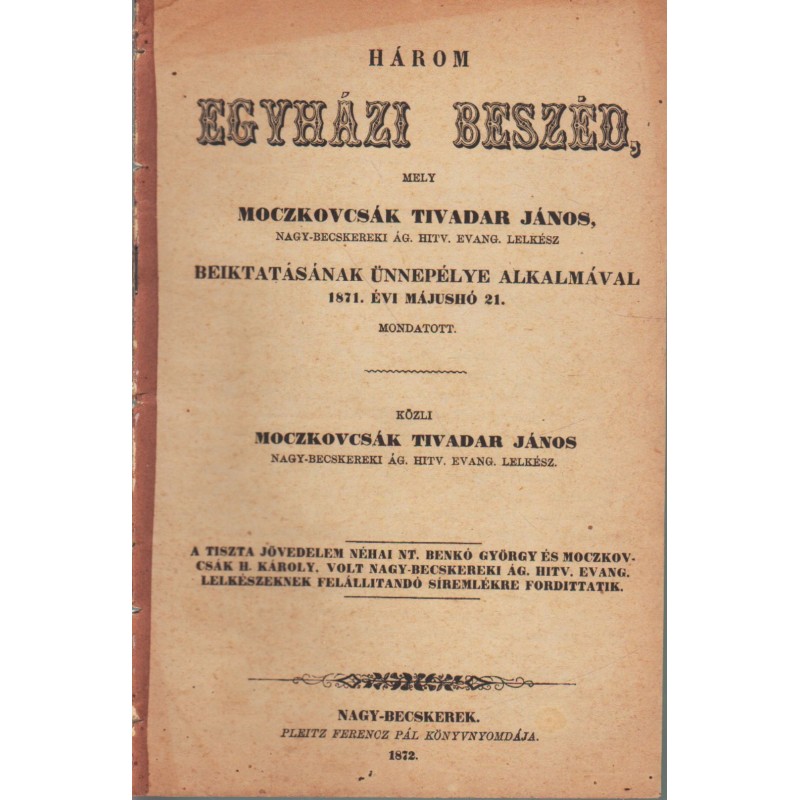 HÁROM
EGYHÁZI BESZÉD,
MELY
MOCZKOVCSÁK TIVADAR JÁNOS,
NAGY-BECSKEREKI ÁG. HITV. EVANG. LELKÉSZ
BEIKTATÁSÁNAK ÜNNEPÉLYE ALKALMÁVAL
1871. ÉVI MÁJUSHÓ 21.
MONDATOTT.
KÖZLI
MOCZKOVCSÁK TIVADAR JÁNOS
NAGY-BECSKEREKI ÁG. HITV. EVANG. LELKÉSZ.
A TISZTA JÖVEDELEM NÉHAI NT. BENKÓ GYÖRGY ÉS MOCZKOV-
CSÁK H. KÁROLY. VOLT NAGY-BECSKEREKI ÁG. HITV. EVANG.
LELKÉSZEKNEK FELÁLLITANDÓ SÍREMLÉKRE FORDITTATIK.
NAGY-BECSKEREK.
PLEITZ FERENCZ PÁL KÖNYVNYOMDÁJA.
1872.